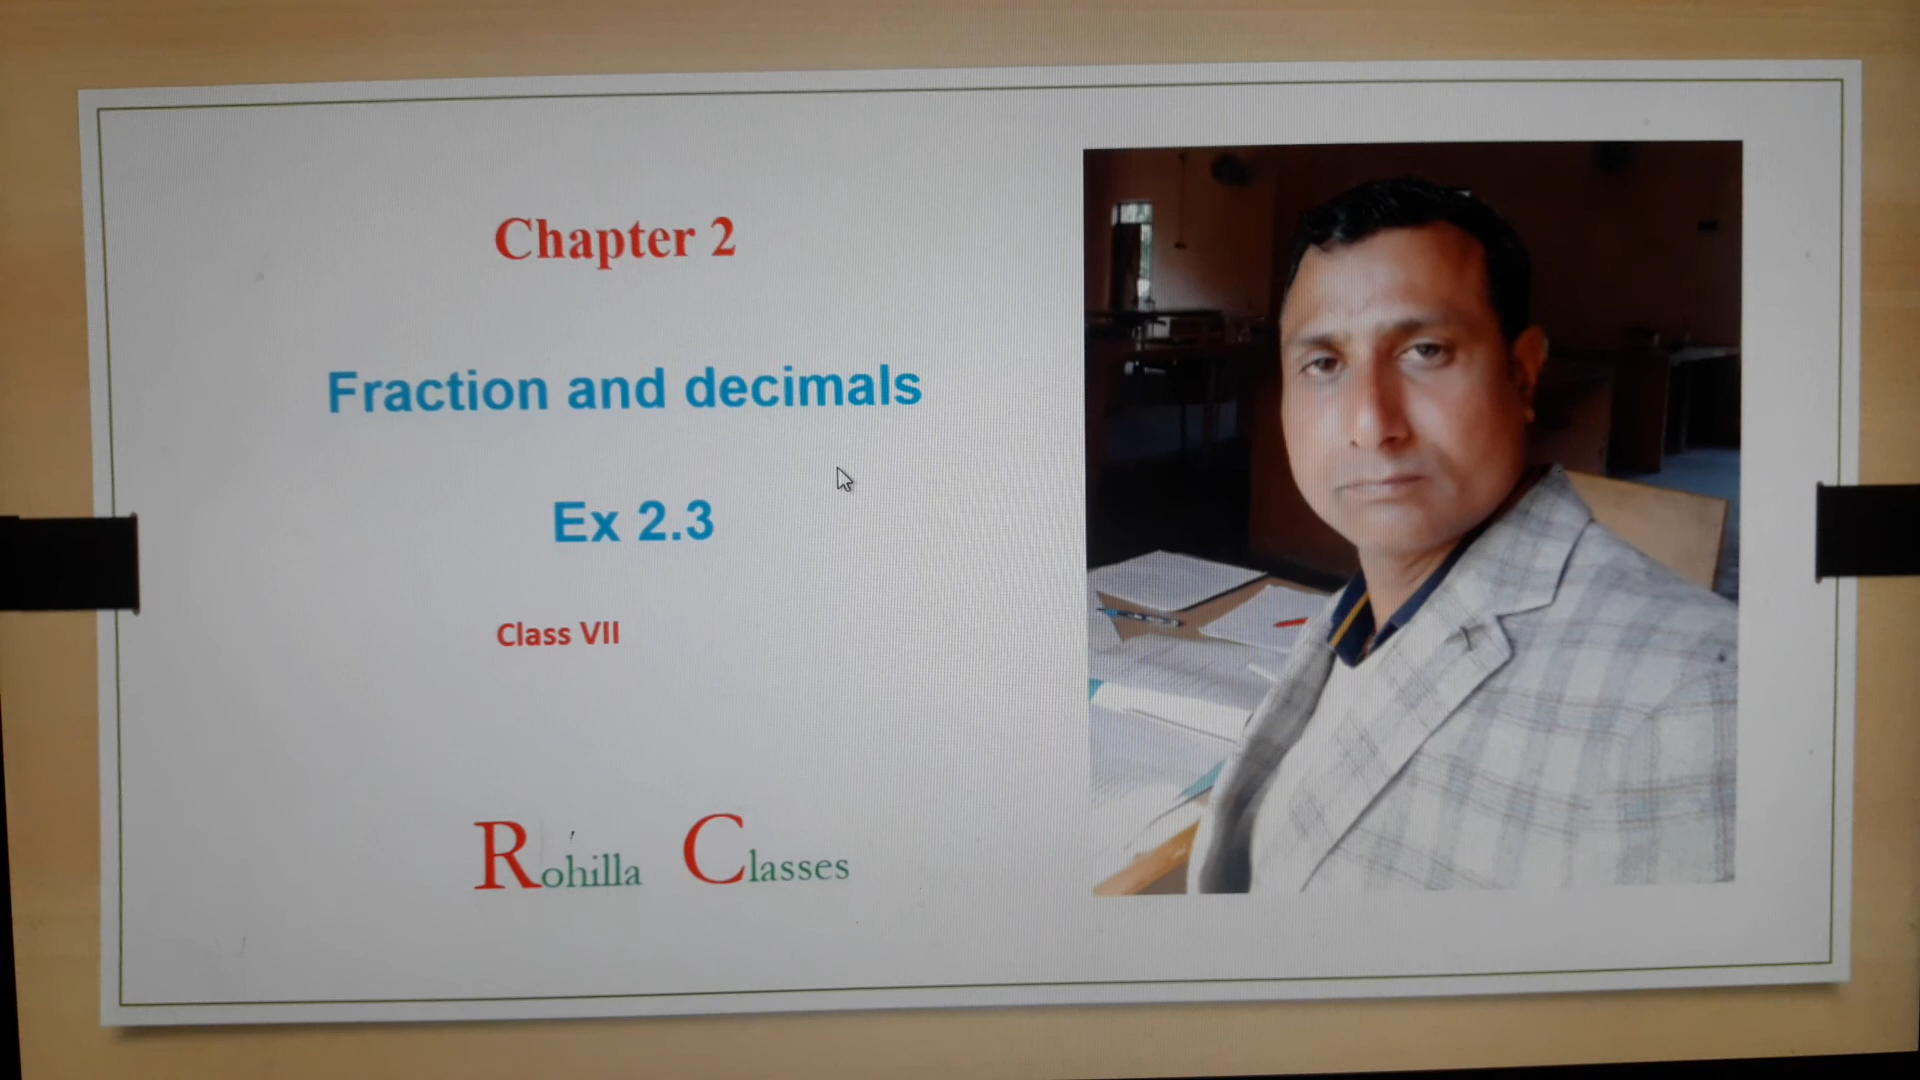 Chapter 2
Fraction and decimals
Ex 2.3
Class VII
Rohilla Classes